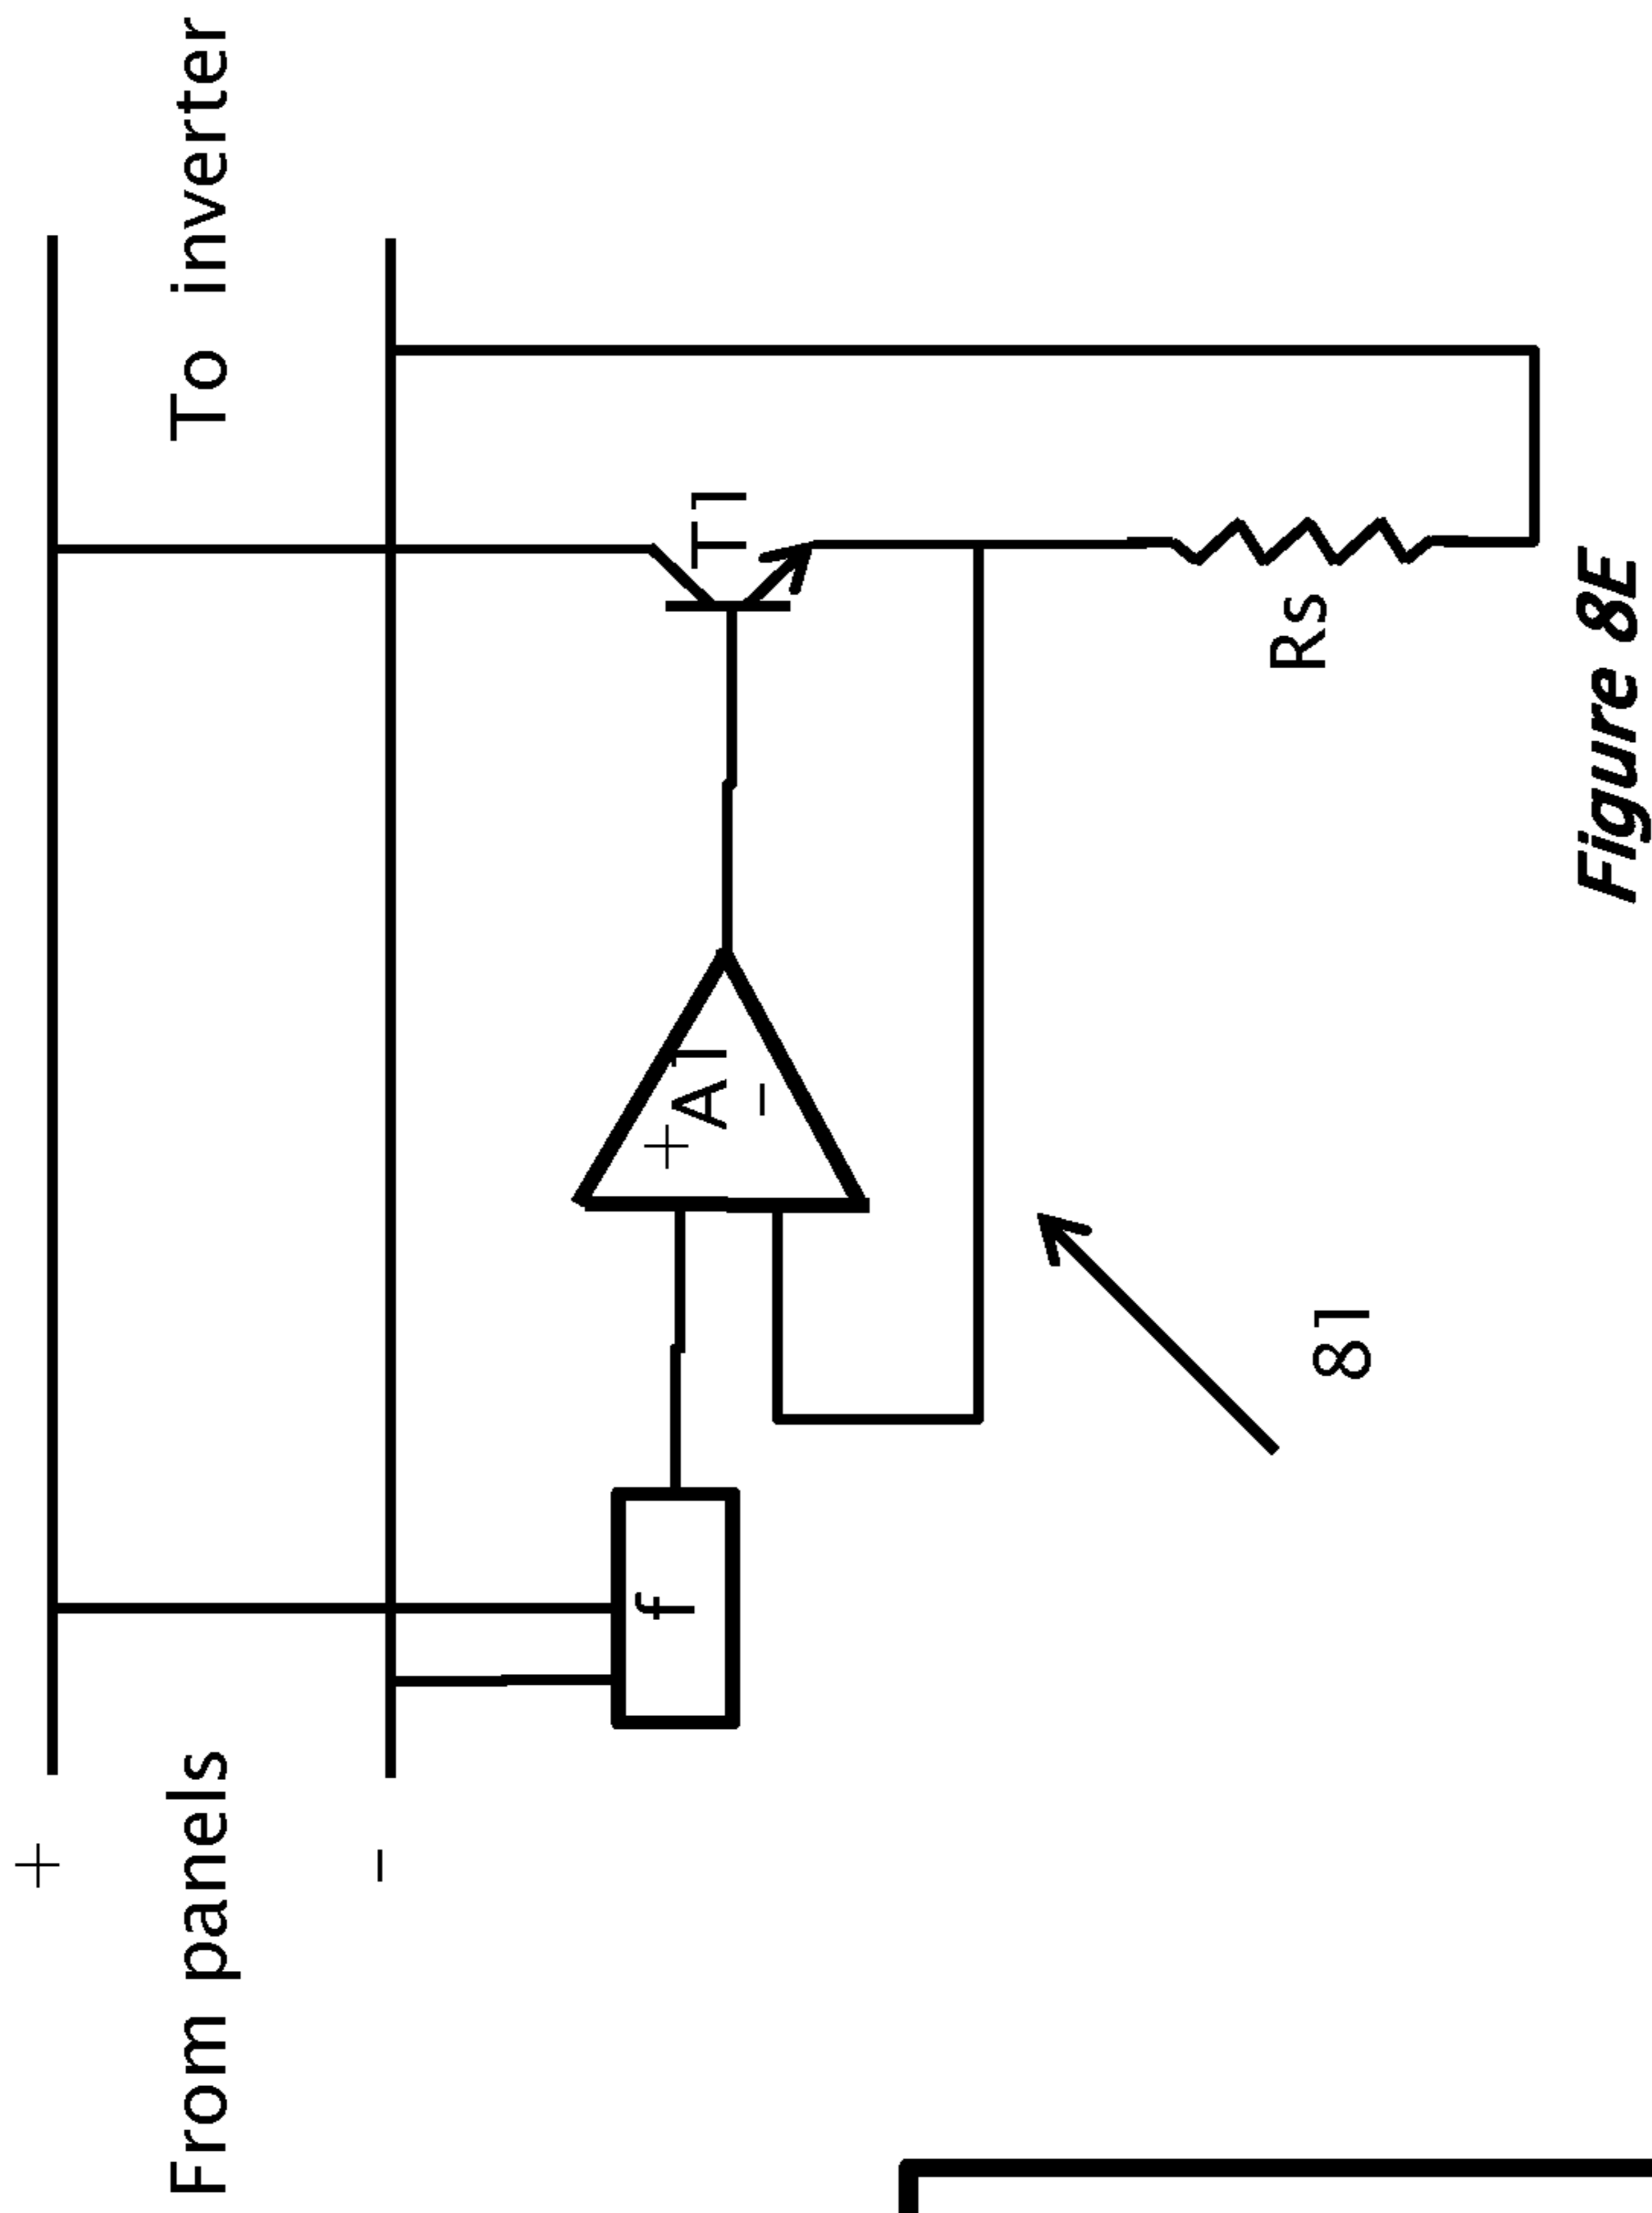 +
From panels To inverter
-
f
+
A1
-
T1
Rs
81
Figure 8E